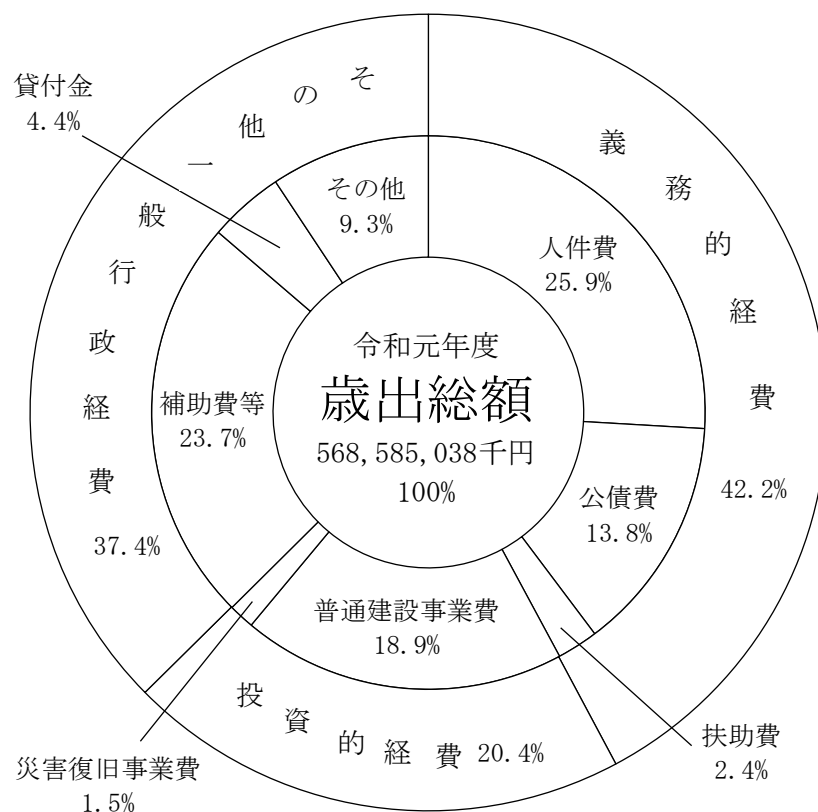 令和元年度
歳出総額
568,585,038千円
100%
義務的経費
42.2%
人件費
25.9%
公債費
13.8%
扶助費
2.4%
投資的経費 20.4%
普通建設事業費
18.9%
災害復旧事業費
1.5%
その他の一般行政経費
37.4%
補助費等
23.7%
貸付金
4.4%
その他
9.3%